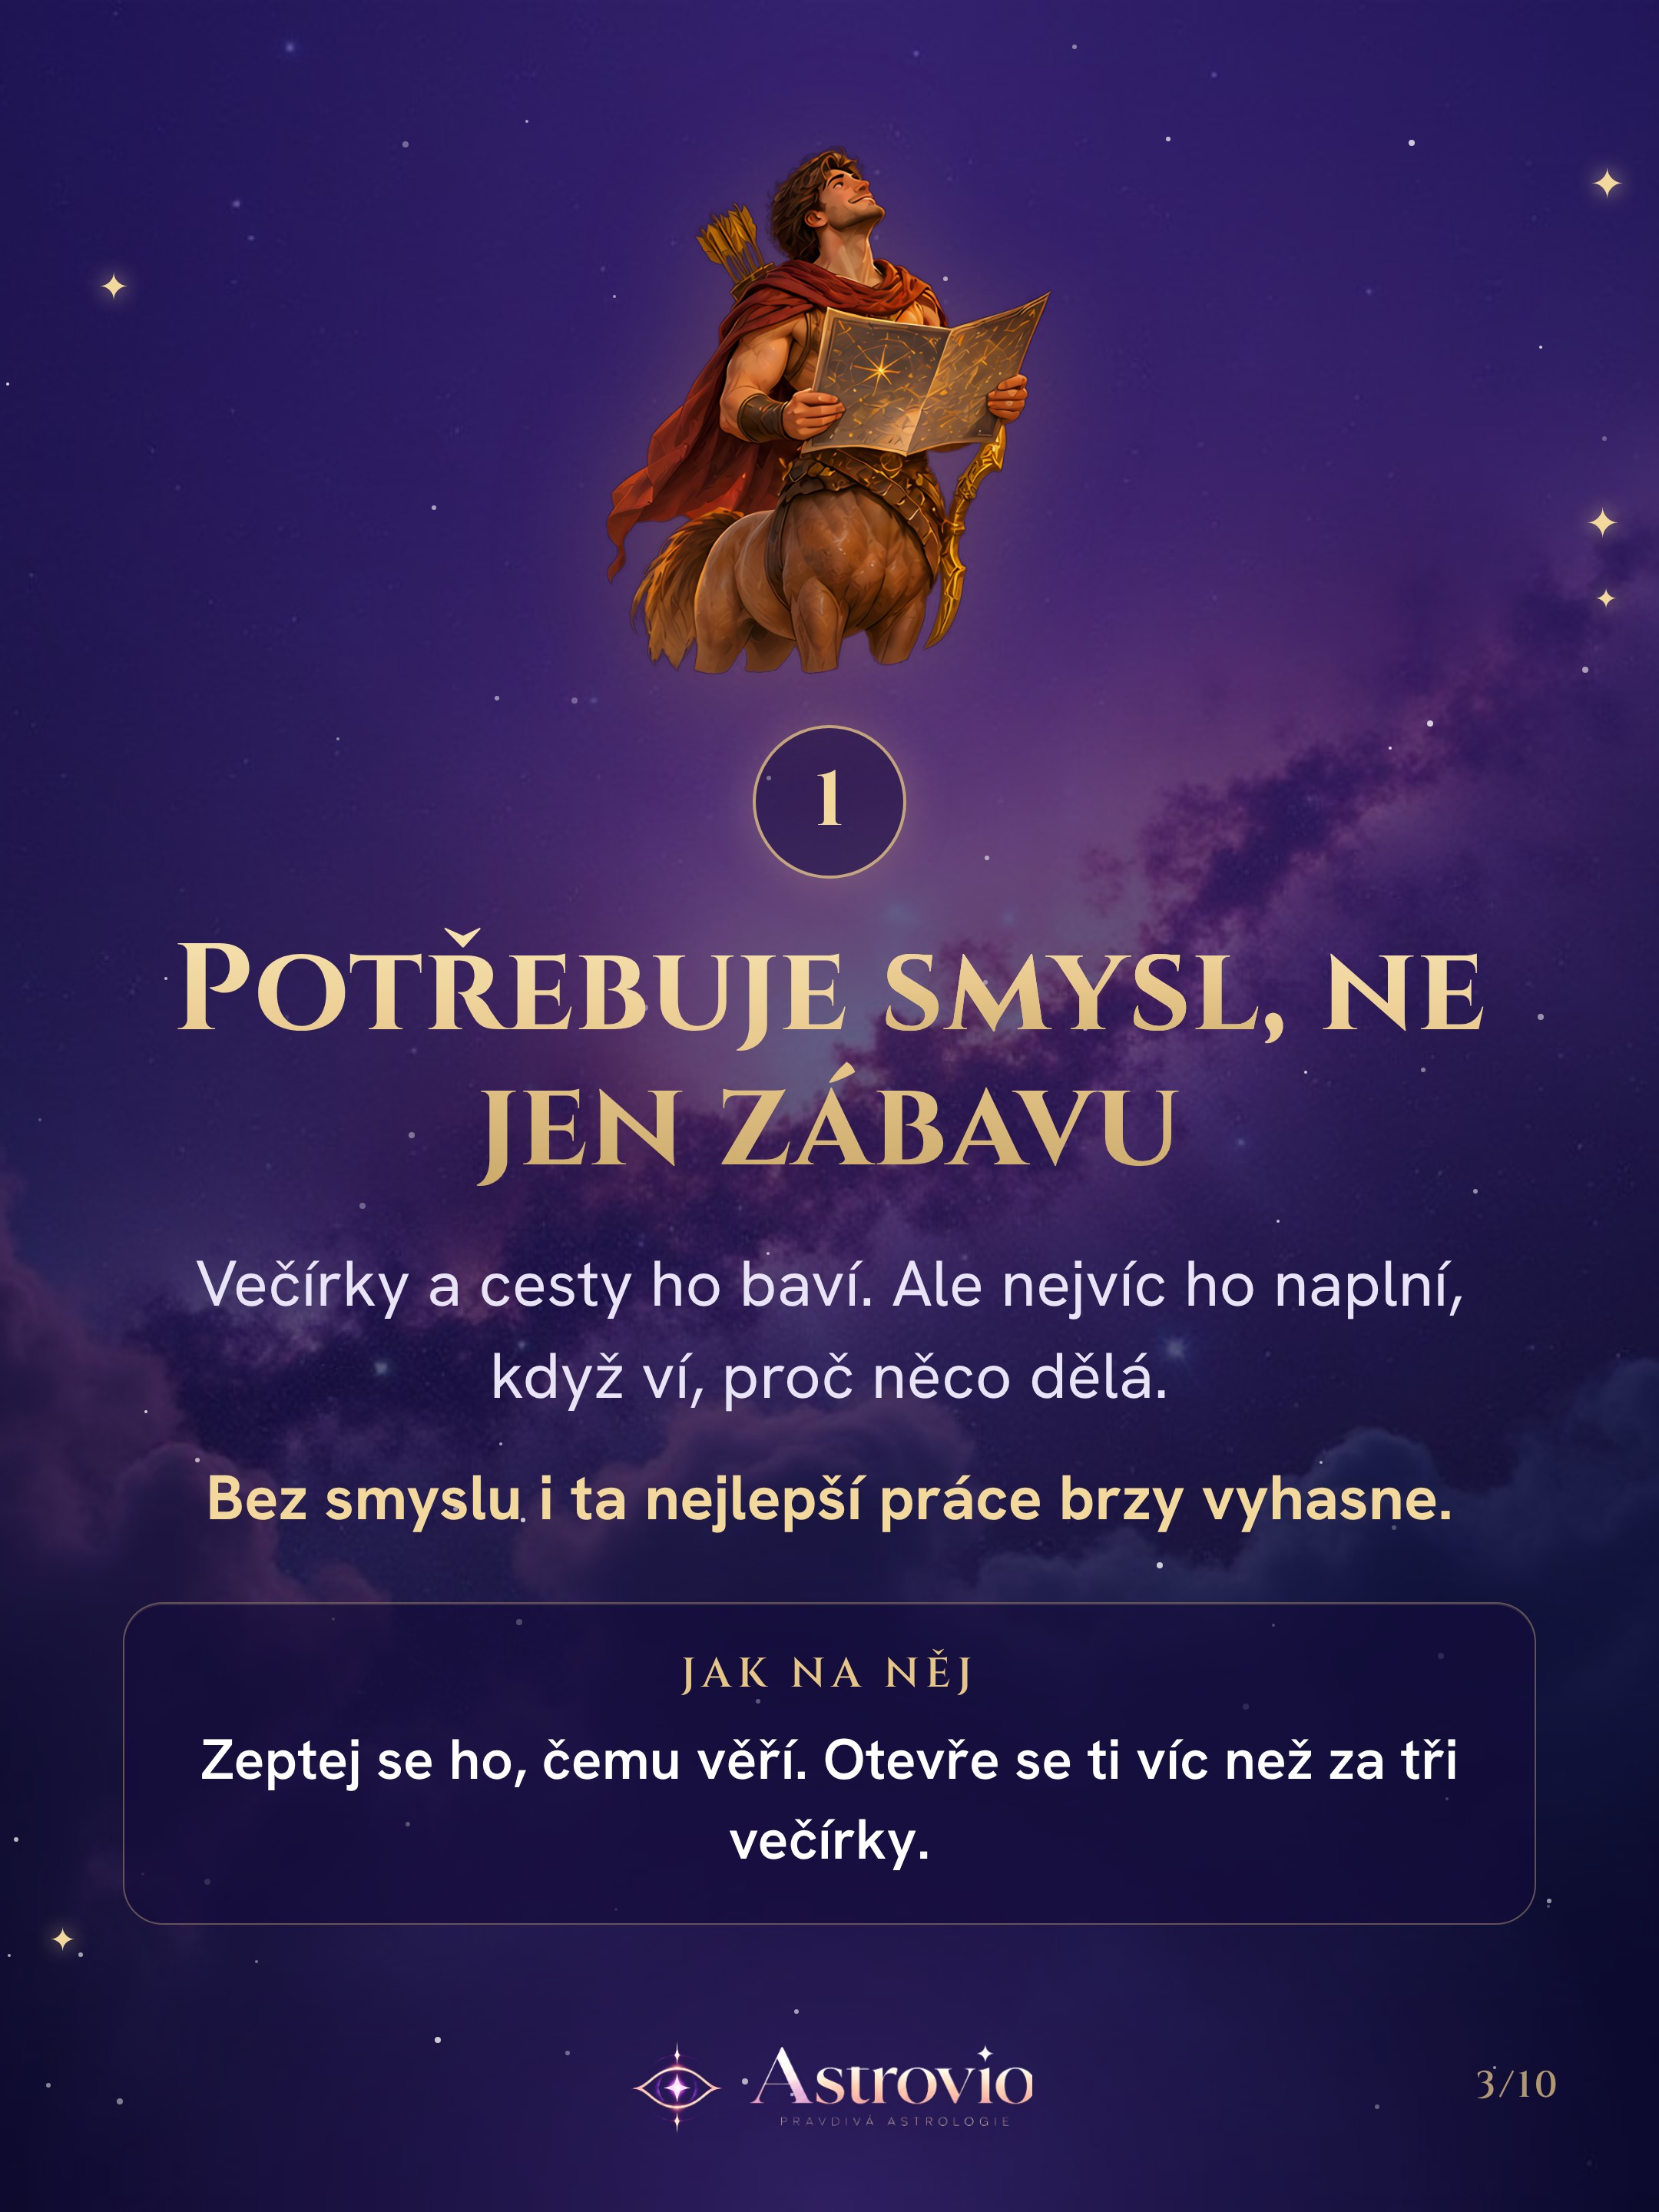 1
Potřebuje smysl, ne
jen zábavu
Večírky a cesty ho baví. Ale nejvíc ho naplní,
když ví, proč něco dělá.
Bez smyslu i ta nejlepší práce brzy vyhasne.
JAK NA NĚJ
Zeptej se ho, čemu věří. Otevře se ti víc než za tři
večírky.
Astrovio
PRAVDIVÁ ASTROLOGIE
3/10